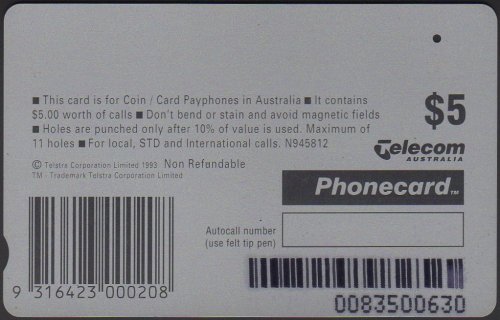 ■ This card is for Coin / Card Payphones in Australia ■ It contains
$5.00 worth of calls ■ Don't bend or stain and avoid magnetic fields
■ Holes are punched only after 10% of value is used. Maximum of
11 holes ■ For local, STD and International calls. N945812
$5
Telecom
AUSTRALIA
© Telstra Corporation Limited 1993 Non Refundable
TM - Trademark Telstra Corporation Limited
Phonecard TM
Autocall number
(use felt tip pen)
9 316423 000208
0083500630